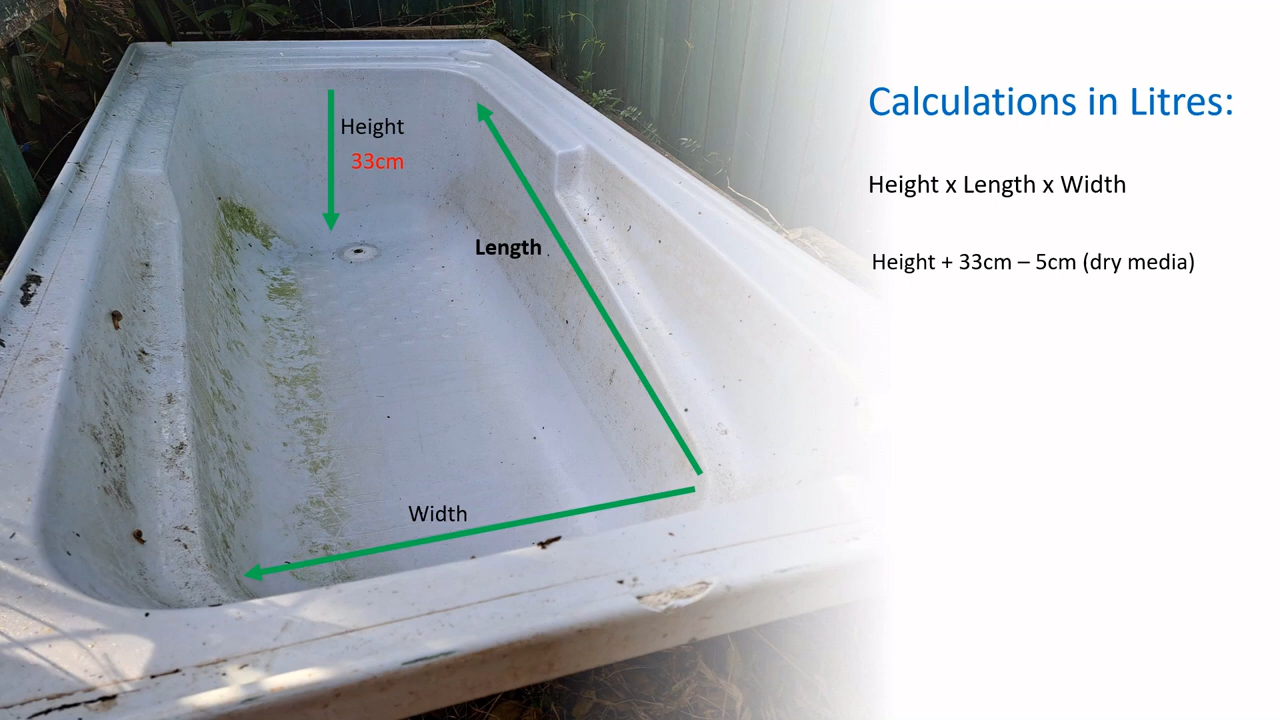 Calculations in Litres:
Height
33cm
Height x Length x Width
Length
Height + 33cm – 5cm (dry media)
Width